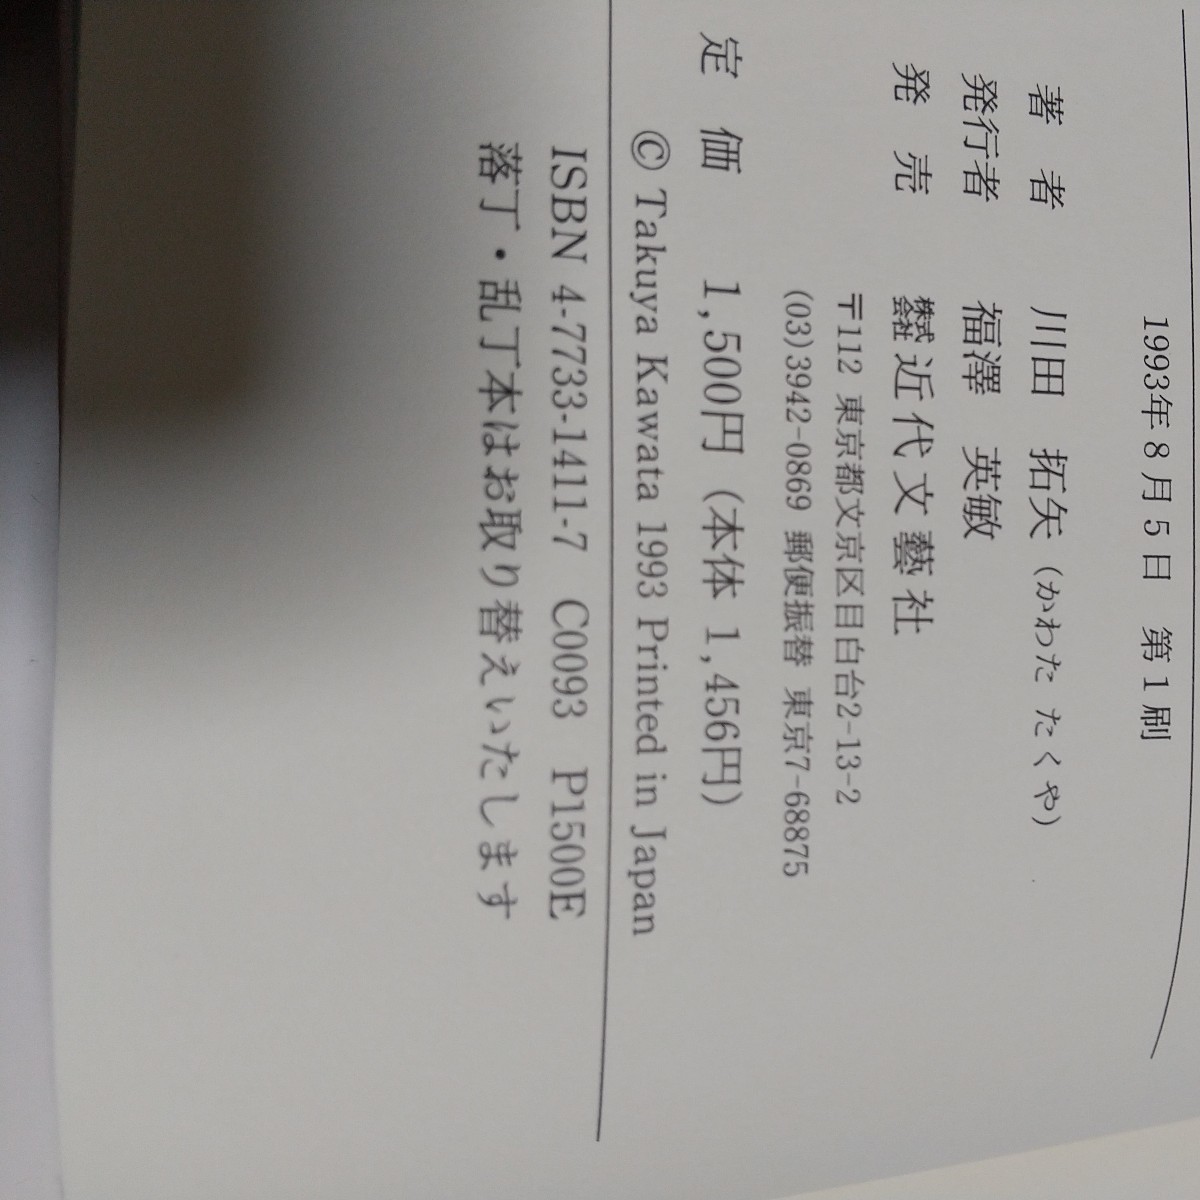 1993年8月5日 第1刷
著者 川田 拓矢(かわた たくや)
発行者 福澤 英敏
発売 株式会社 近代文藝社
〒112 東京都文京区目白台2-13-2
(03)3942-0869 郵便振替 東京7-68875
定価 1,500円(本体 1,456円)
© Takuya Kawata 1993 Printed in Japan
ISBN 4-7733-1411-7 C0093 P1500E
落丁・乱丁本はお取り替えいたします